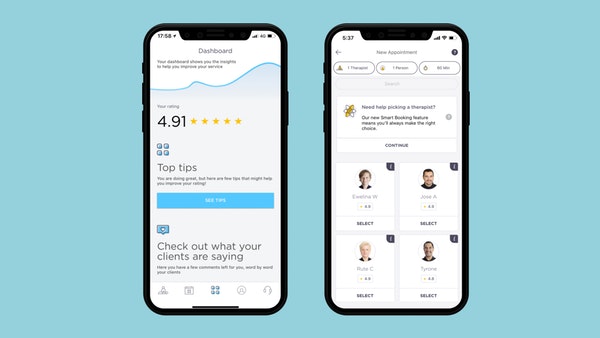 17:58
4G
Dashboard
Your dashboard shows you the insights
to help you improve your service
Your rating
4.91
Top tips
You are doing great, but here are few tips that might help
you improve your rating!
SEE TIPS
Check out what your
clients are saying
Here you have a few comments left for you, word by word
your clients
5:37
New Appointment
?
1 Therapist
1 Person
60 Min
Search
Need help picking a therapist?
Our new Smart Booking feature
means you'll always make the right
choice.
CONTINUE
Ewelina W.
Jose A.
4.9
4.9
SELECT
SELECT
Rute C.
Tyrone
4.9
SELECT
SELECT